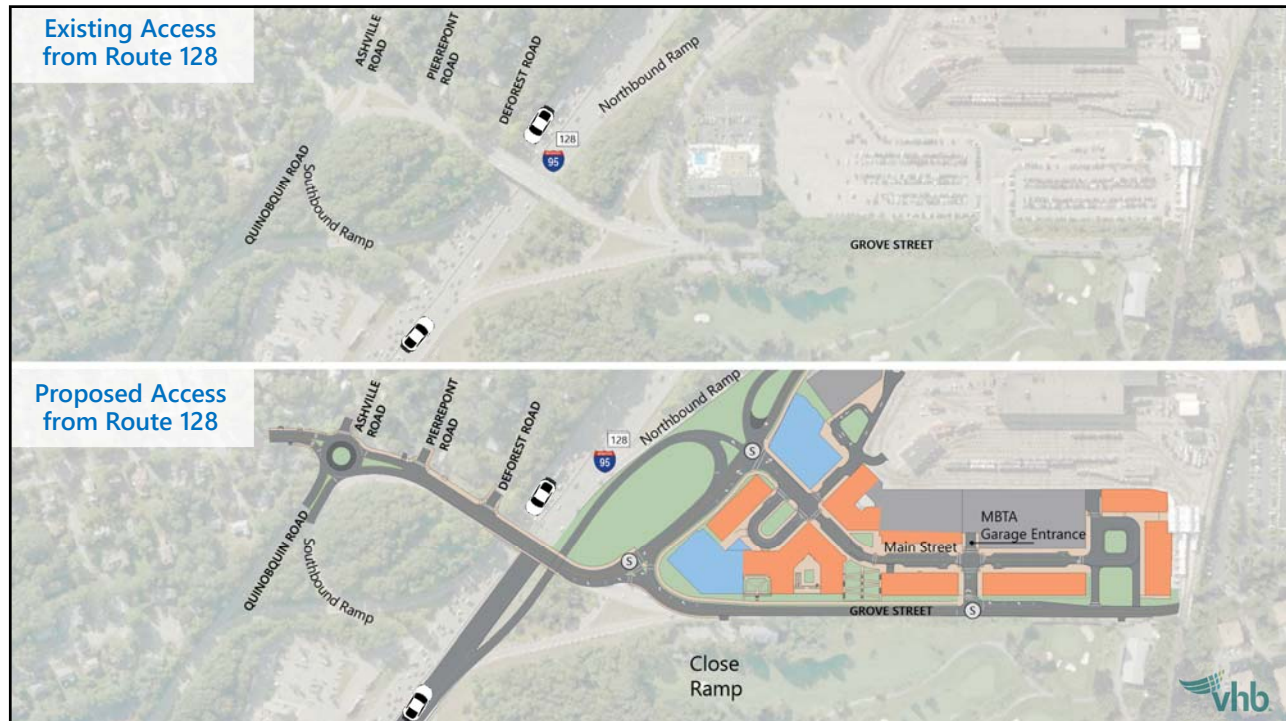 Existing Access
from Route 128
ASHVILLE
ROAD
PIERREPONT
ROAD
DEFOREST ROAD
Northbound Ramp
128
95
QUINOBQUIN ROAD
Southbound Ramp
GROVE STREET
Proposed Access
from Route 128
ASHVILLE
ROAD
PIERREPONT
ROAD
DEFOREST ROAD
Northbound Ramp
128
95
S
QUINOBQUIN ROAD
Southbound Ramp
S
MBTA
Garage Entrance
Main Street
GROVE STREET
S
Close
Ramp
vhb